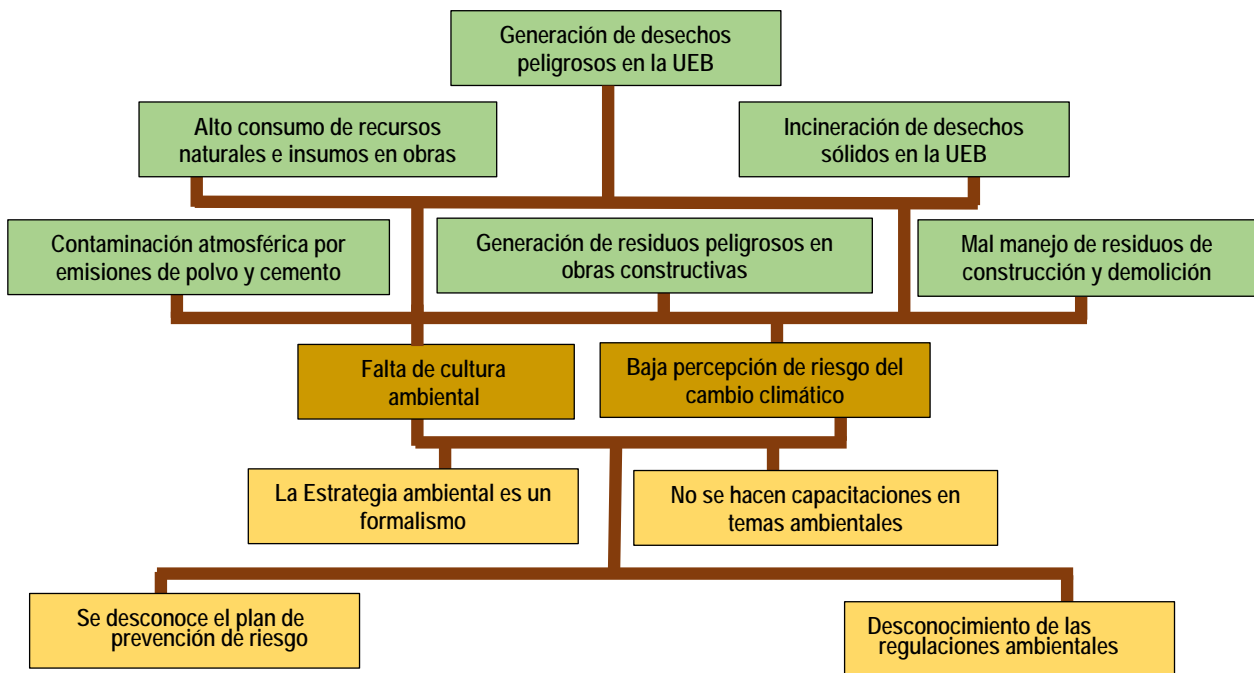 Generación de desechos
peligrosos en la UEB
Alto consumo de recursos
naturales e insumos en obras
Incineración de desechos
sólidos en la UEB
Contaminación atmosférica por
emisiones de polvo y cemento
Generación de residuos peligrosos en
obras constructivas
Mal manejo de residuos de
construcción y demolición
Falta de cultura
ambiental
Baja percepción de riesgo del
cambio climático
La Estrategia ambiental es un
formalismo
No se hacen capacitaciones en
temas ambientales
Se desconoce el plan de
prevención de riesgo
Desconocimiento de las
regulaciones ambientales